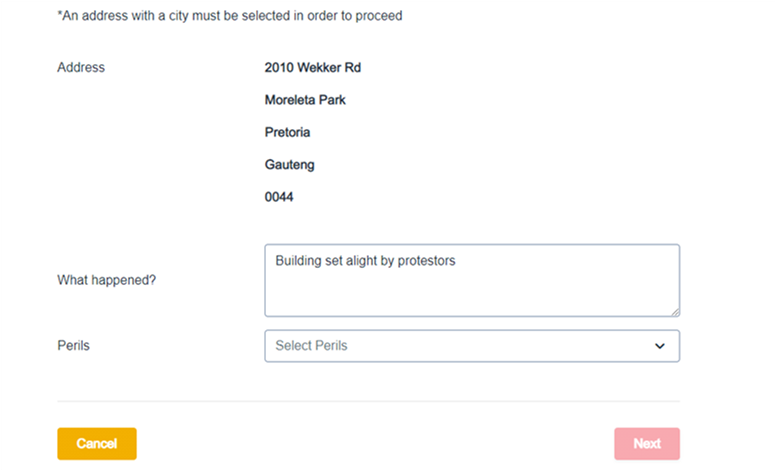 *An address with a city must be selected in order to proceed
Address
2010 Wekker Rd
Moreleta Park
Pretoria
Gauteng
0044
What happened?
Building set alight by protestors
Perils
Select Perils
Cancel
Next